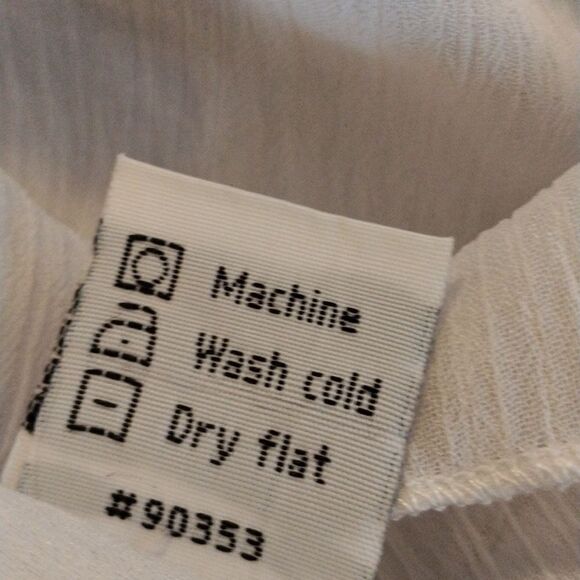 Machine
Wash cold
Dry flat
#90353